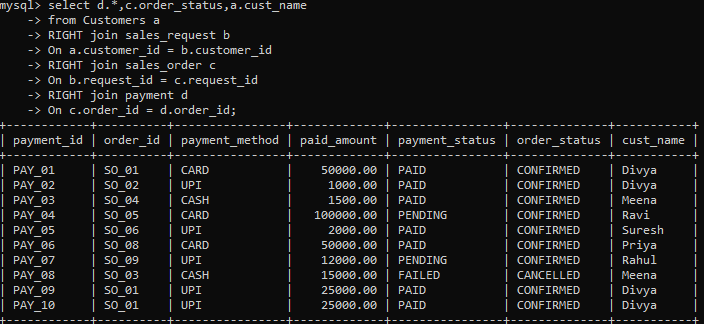 mysql> select d.*,c.order_status,a.cust_name
    -> from Customers a
    -> RIGHT join sales_request b
    -> On a.customer_id = b.customer_id
    -> RIGHT join sales_order c
    -> On b.request_id = c.request_id
    -> RIGHT join payment d
    -> On c.order_id = d.order_id;
+------------+----------+----------------+-------------+----------------+--------------+-----------+
| payment_id | order_id | payment_method | paid_amount | payment_status | order_status | cust_name |
+------------+----------+----------------+-------------+----------------+--------------+-----------+
| PAY_01     | SO_01    | CARD           |    50000.00 | PAID           | CONFIRMED    | Divya     |
| PAY_02     | SO_02    | UPI            |     1000.00 | PAID           | CONFIRMED    | Divya     |
| PAY_03     | SO_04    | CASH           |     1500.00 | PAID           | CONFIRMED    | Meena     |
| PAY_04     | SO_05    | CARD           |   100000.00 | PENDING        | CONFIRMED    | Ravi      |
| PAY_05     | SO_06    | UPI            |     2000.00 | PAID           | CONFIRMED    | Suresh    |
| PAY_06     | SO_08    | CARD           |    50000.00 | PAID           | CONFIRMED    | Priya     |
| PAY_07     | SO_09    | UPI            |    12000.00 | PENDING        | CONFIRMED    | Rahul     |
| PAY_08     | SO_03    | CASH           |    15000.00 | FAILED         | CANCELLED    | Meena     |
| PAY_09     | SO_01    | UPI            |    25000.00 | PAID           | CONFIRMED    | Divya     |
| PAY_10     | SO_01    | UPI            |    25000.00 | PAID           | CONFIRMED    | Divya     |
+------------+----------+----------------+-------------+----------------+--------------+-----------+